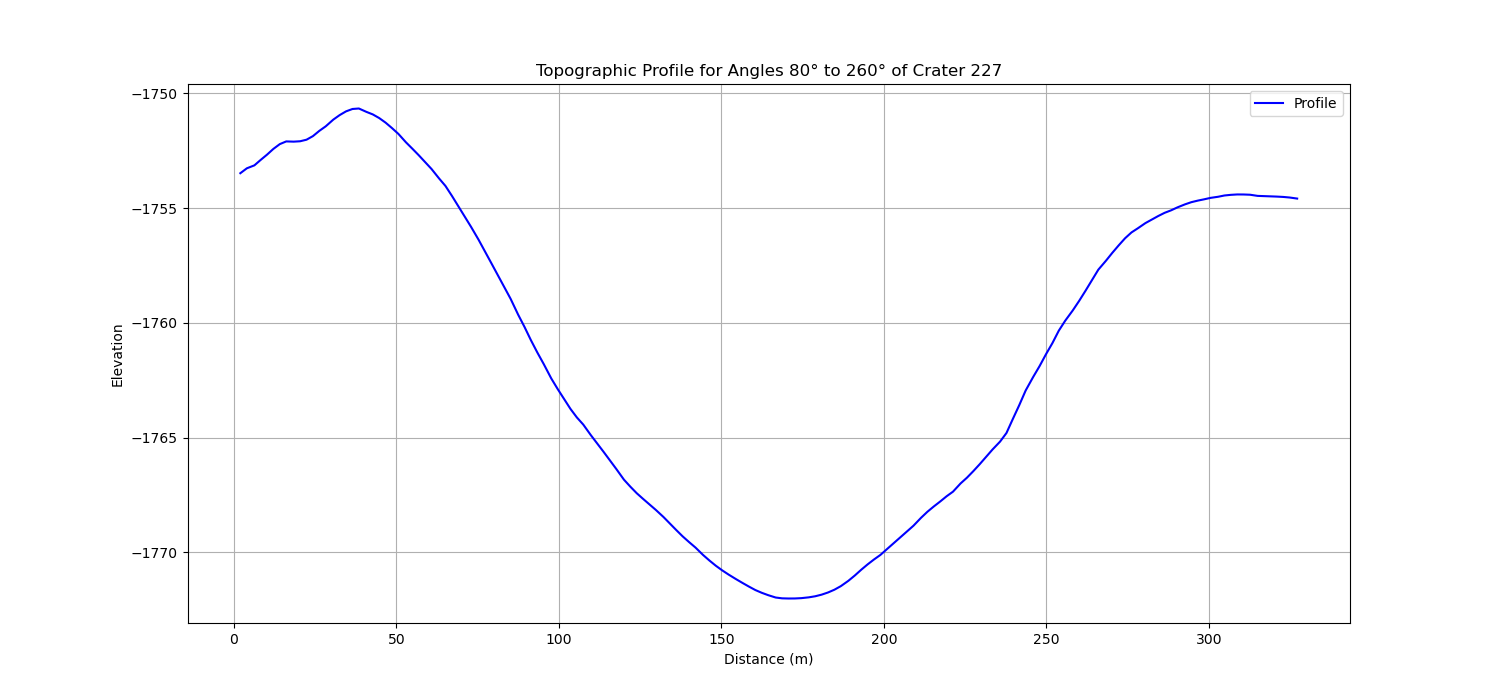 Topographic Profile for Angles 80° to 260° of Crater 227
Profile
−1750
−1755
−1760
−1765
−1770
Elevation
0 50 100 150 200 250 300
Distance (m)